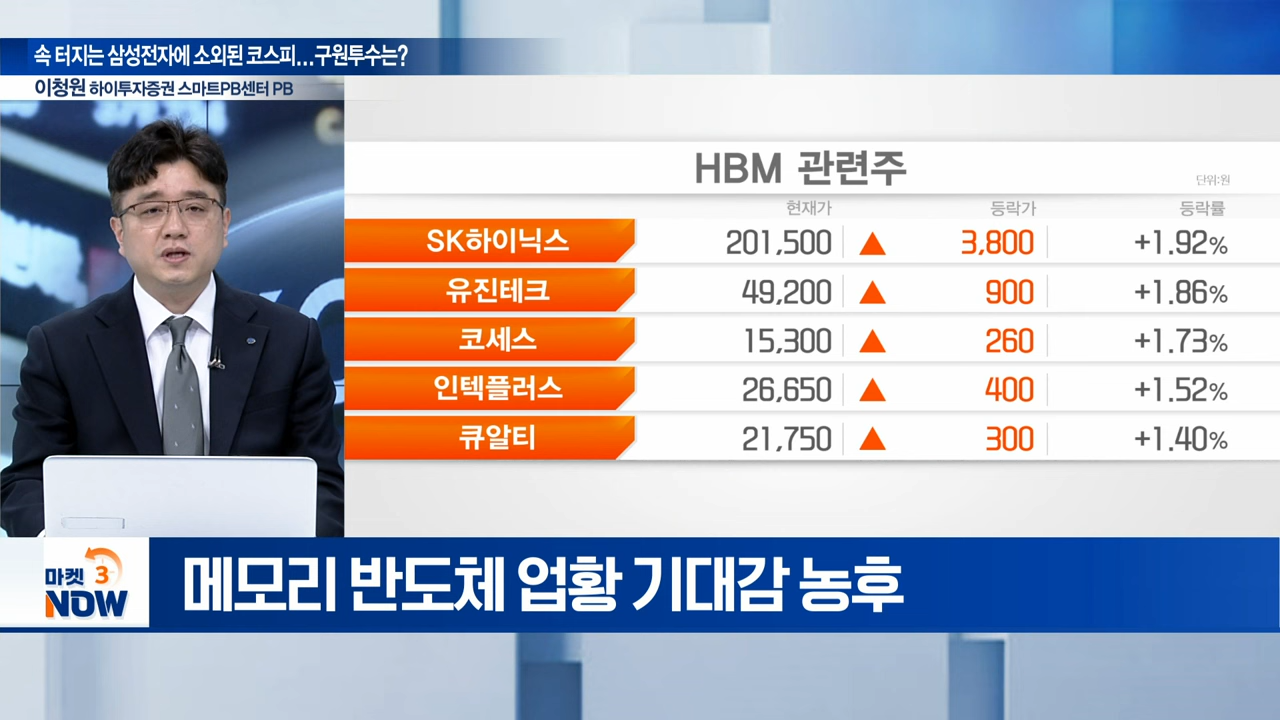 속 터지는 삼성전자에 소외된 코스피...구원투수는?
이청원 하이투자증권 스마트PB센터 PB
HBM 관련주
단위:원
현재가 등락가 등락률
SK하이닉스 201,500 ▲ 3,800 +1.92%
유진테크 49,200 ▲ 900 +1.86%
코세스 15,300 ▲ 260 +1.73%
인텍플러스 26,650 ▲ 400 +1.52%
큐알티 21,750 ▲ 300 +1.40%
마켓 3
NOW
메모리 반도체 업황 기대감 농후